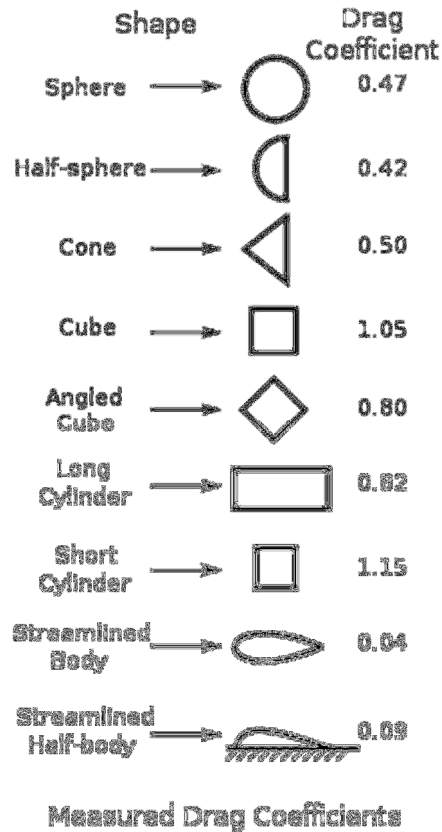 Shape Drag Coefficient
Sphere 0.47
Half-sphere 0.42
Cone 0.50
Cube 1.05
Angled Cube 0.80
Long Cylinder 0.82
Short Cylinder 1.15
Streamlined Body 0.04
Streamlined Half-body 0.09
Measured Drag Coefficients